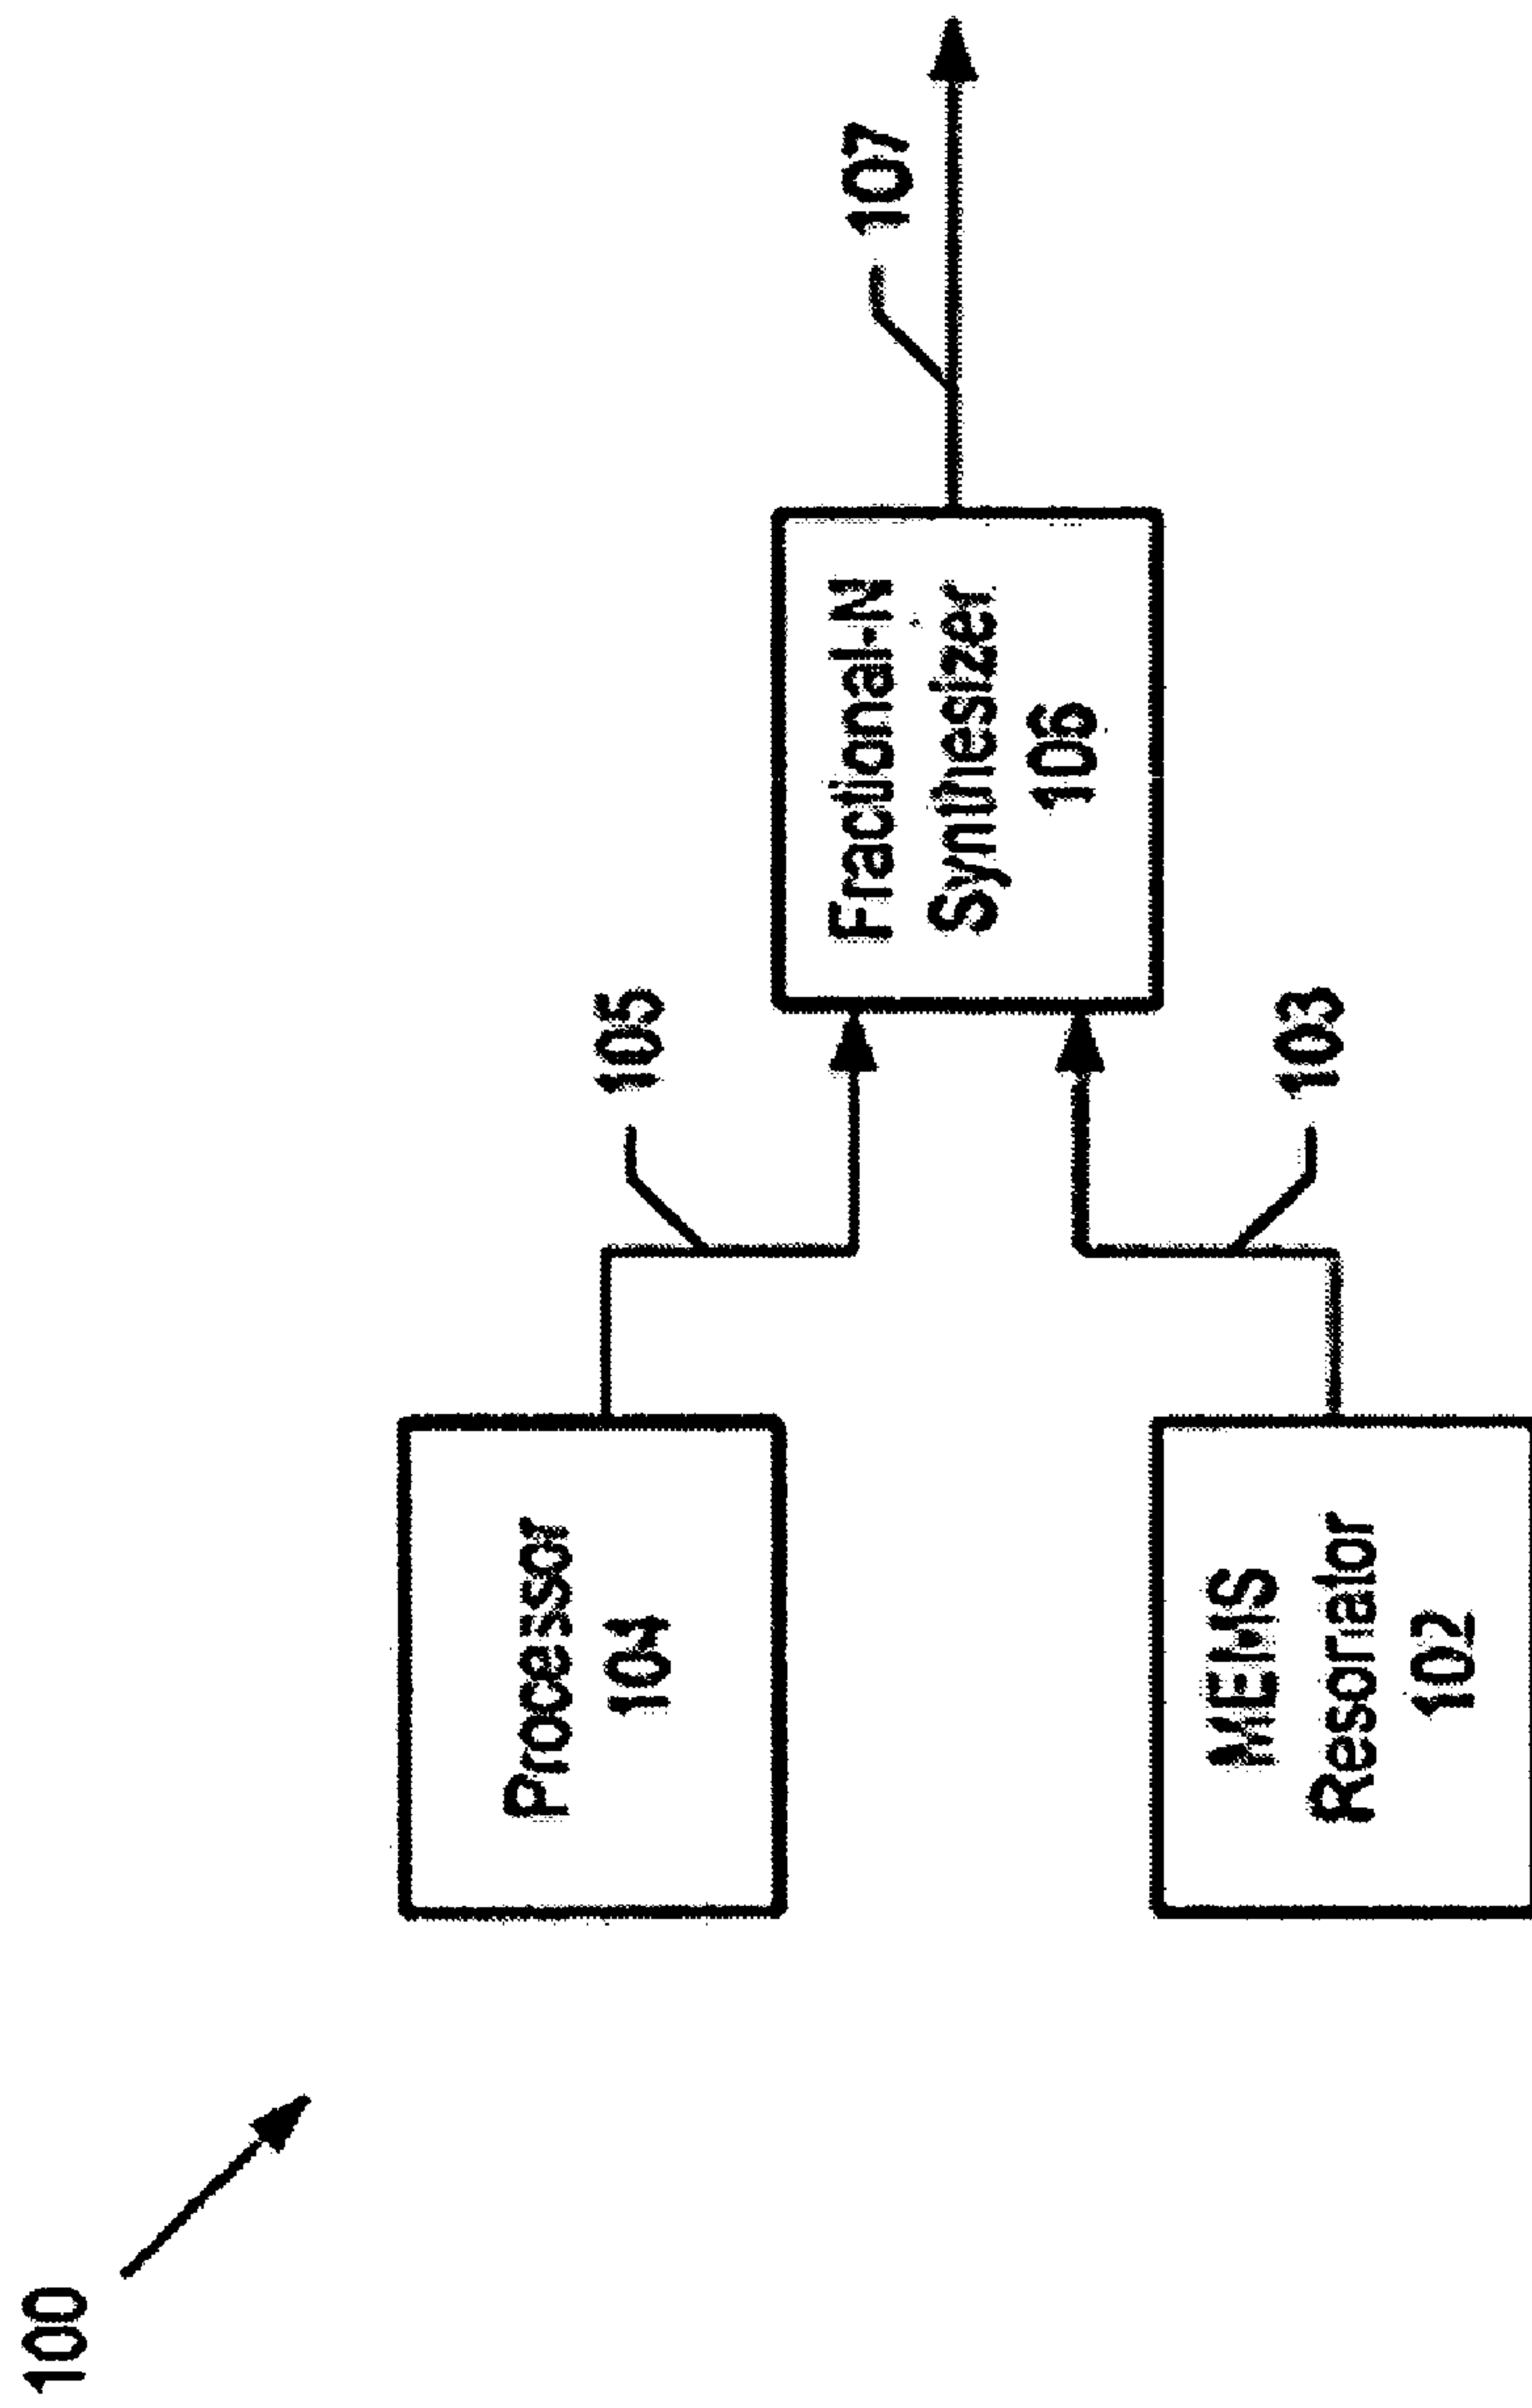 100
Processor
104
105
Fractional-N
Synthesizer
106
107
MEMS
Resonator
102
103